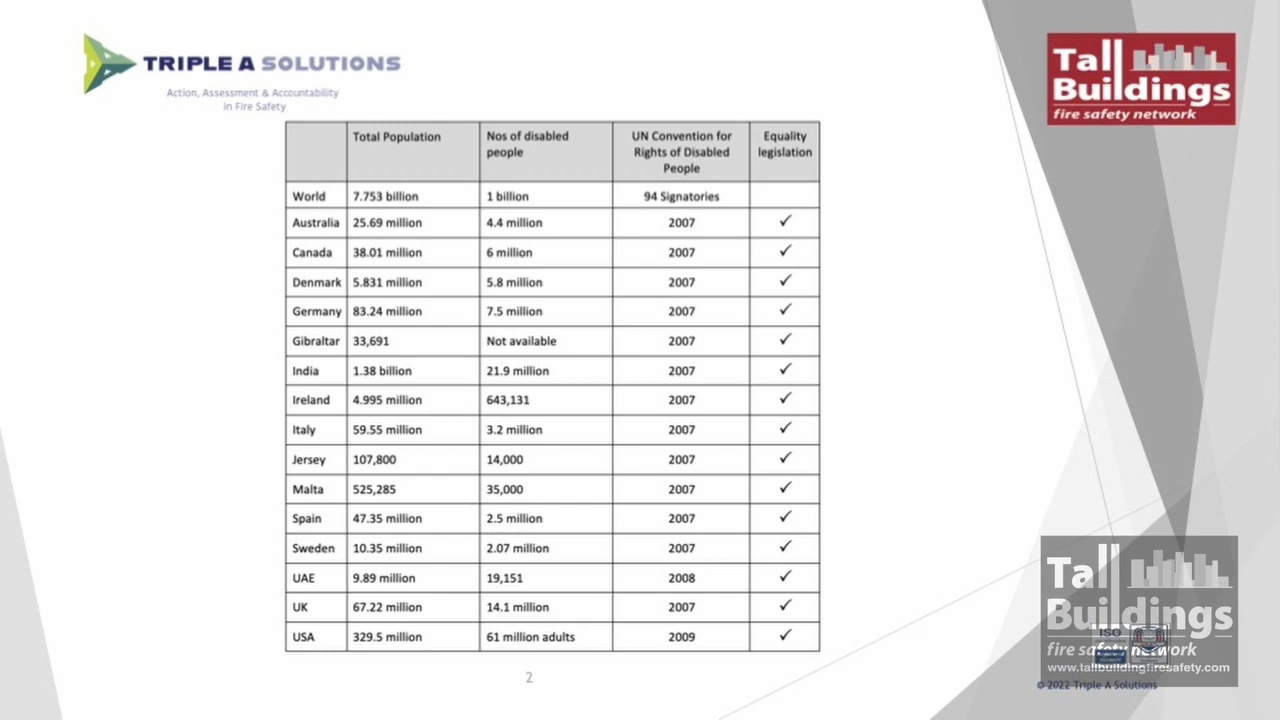 TRIPLE A SOLUTIONS
Action, Assessment & Accountability
in Fire Safety
Tall
Buildings
fire safety network
Total Population Nos of disabled people UN Convention for Rights of Disabled People Equality legislation
World 7.753 billion 1 billion 94 Signatories
Australia 25.69 million 4.4 million 2007 ✓
Canada 38.01 million 6 million 2007 ✓
Denmark 5.831 million 5.8 million 2007 ✓
Germany 83.24 million 7.5 million 2007 ✓
Gibraltar 33,691 Not available 2007 ✓
India 1.38 billion 21.9 million 2007 ✓
Ireland 4.995 million 643,131 2007 ✓
Italy 59.55 million 3.2 million 2007 ✓
Jersey 107,800 14,000 2007 ✓
Malta 525,285 35,000 2007 ✓
Spain 47.35 million 2.5 million 2007 ✓
Sweden 10.35 million 2.07 million 2007 ✓
UAE 9.89 million 19,151 2008 ✓
UK 67.22 million 14.1 million 2007 ✓
USA 329.5 million 61 million adults 2009 ✓
2
Tall
Buildings
ISO
fire safety network
www.tallbuildingfiresafety.com
© 2022 Triple A Solutions